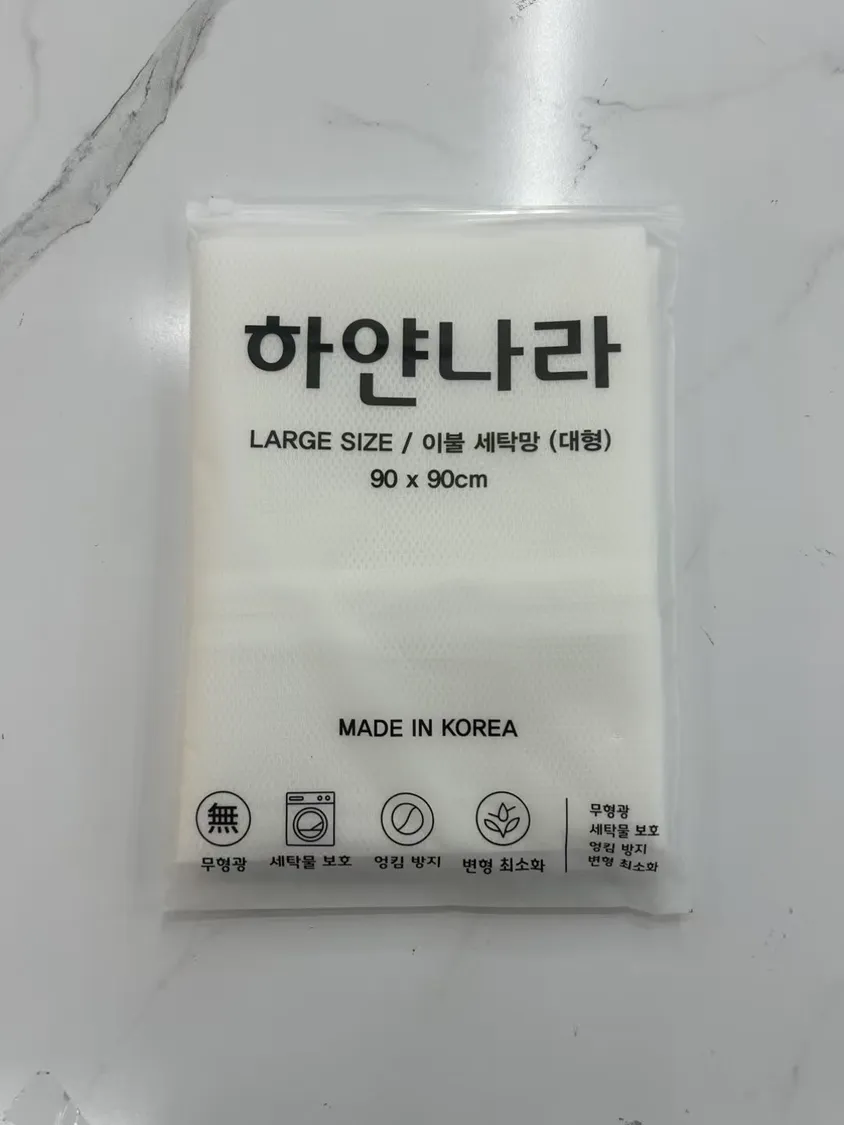 하얀나라
LARGE SIZE / 이불 세탁망 (대형)
90 x 90cm
MADE IN KOREA
無
무형광
세탁물 보호
엉킴 방지
변형 최소화
무형광
세탁물 보호
엉킴 방지
변형 최소화